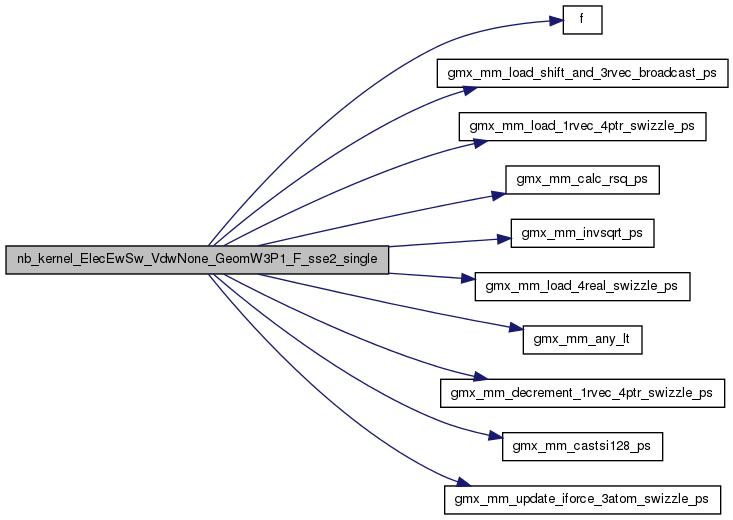 f
gmx_mm_load_shift_and_3rvec_broadcast_ps
gmx_mm_load_1rvec_4ptr_swizzle_ps
gmx_mm_calc_rsq_ps
gmx_mm_invsqrt_ps
nb_kernel_ElecEwSw_VdwNone_GeomW3P1_F_sse2_single
gmx_mm_load_4real_swizzle_ps
gmx_mm_any_lt
gmx_mm_decrement_1rvec_4ptr_swizzle_ps
gmx_mm_castsi128_ps
gmx_mm_update_iforce_3atom_swizzle_ps